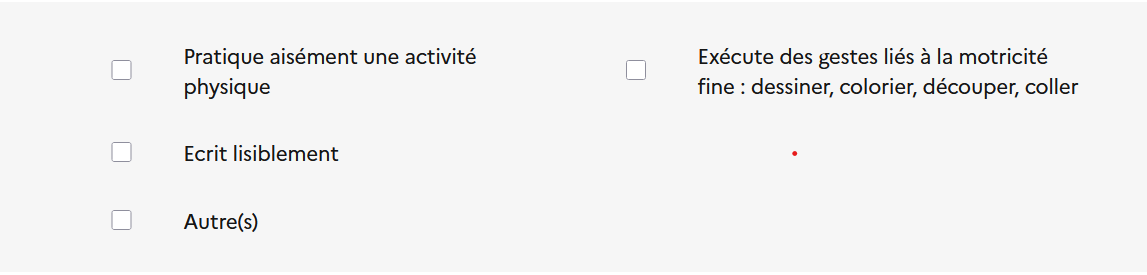 Pratique aisément une activité
physique
Exécute des gestes liés à la motricité
fine : dessiner, colorier, découper, coller
Ecrit lisiblement
Autre(s)